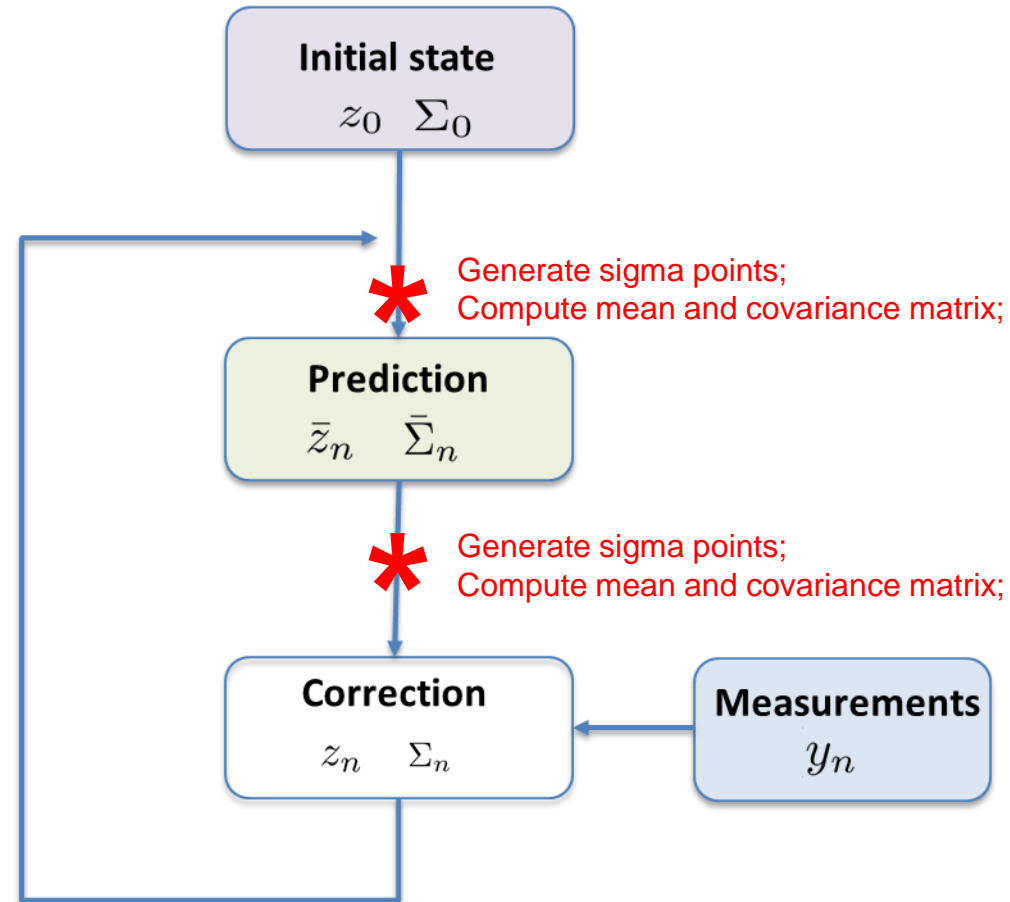 Initial state
z₀ Σ₀
*
Generate sigma points;
Compute mean and covariance matrix;
Prediction
z̄ₙ Σ̄ₙ
*
Generate sigma points;
Compute mean and covariance matrix;
Correction
zₙ Σₙ
Measurements
yₙ